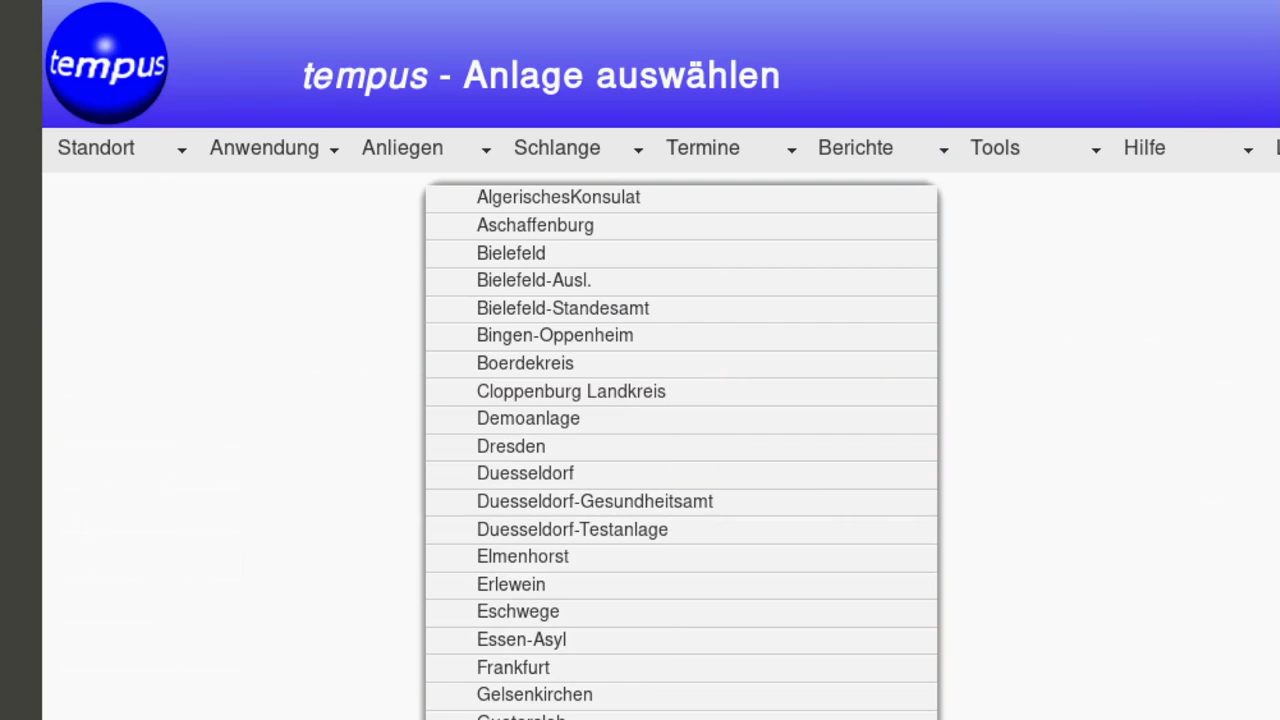 tempus
tempus - Anlage auswählen
Standort Anwendung Anliegen Schlange Termine Berichte Tools Hilfe
AlgerischesKonsulat
Aschaffenburg
Bielefeld
Bielefeld-Ausl.
Bielefeld-Standesamt
Bingen-Oppenheim
Boerdekreis
Cloppenburg Landkreis
Demoanlage
Dresden
Duesseldorf
Duesseldorf-Gesundheitsamt
Duesseldorf-Testanlage
Elmenhorst
Erlewein
Eschwege
Essen-Asyl
Frankfurt
Gelsenkirchen